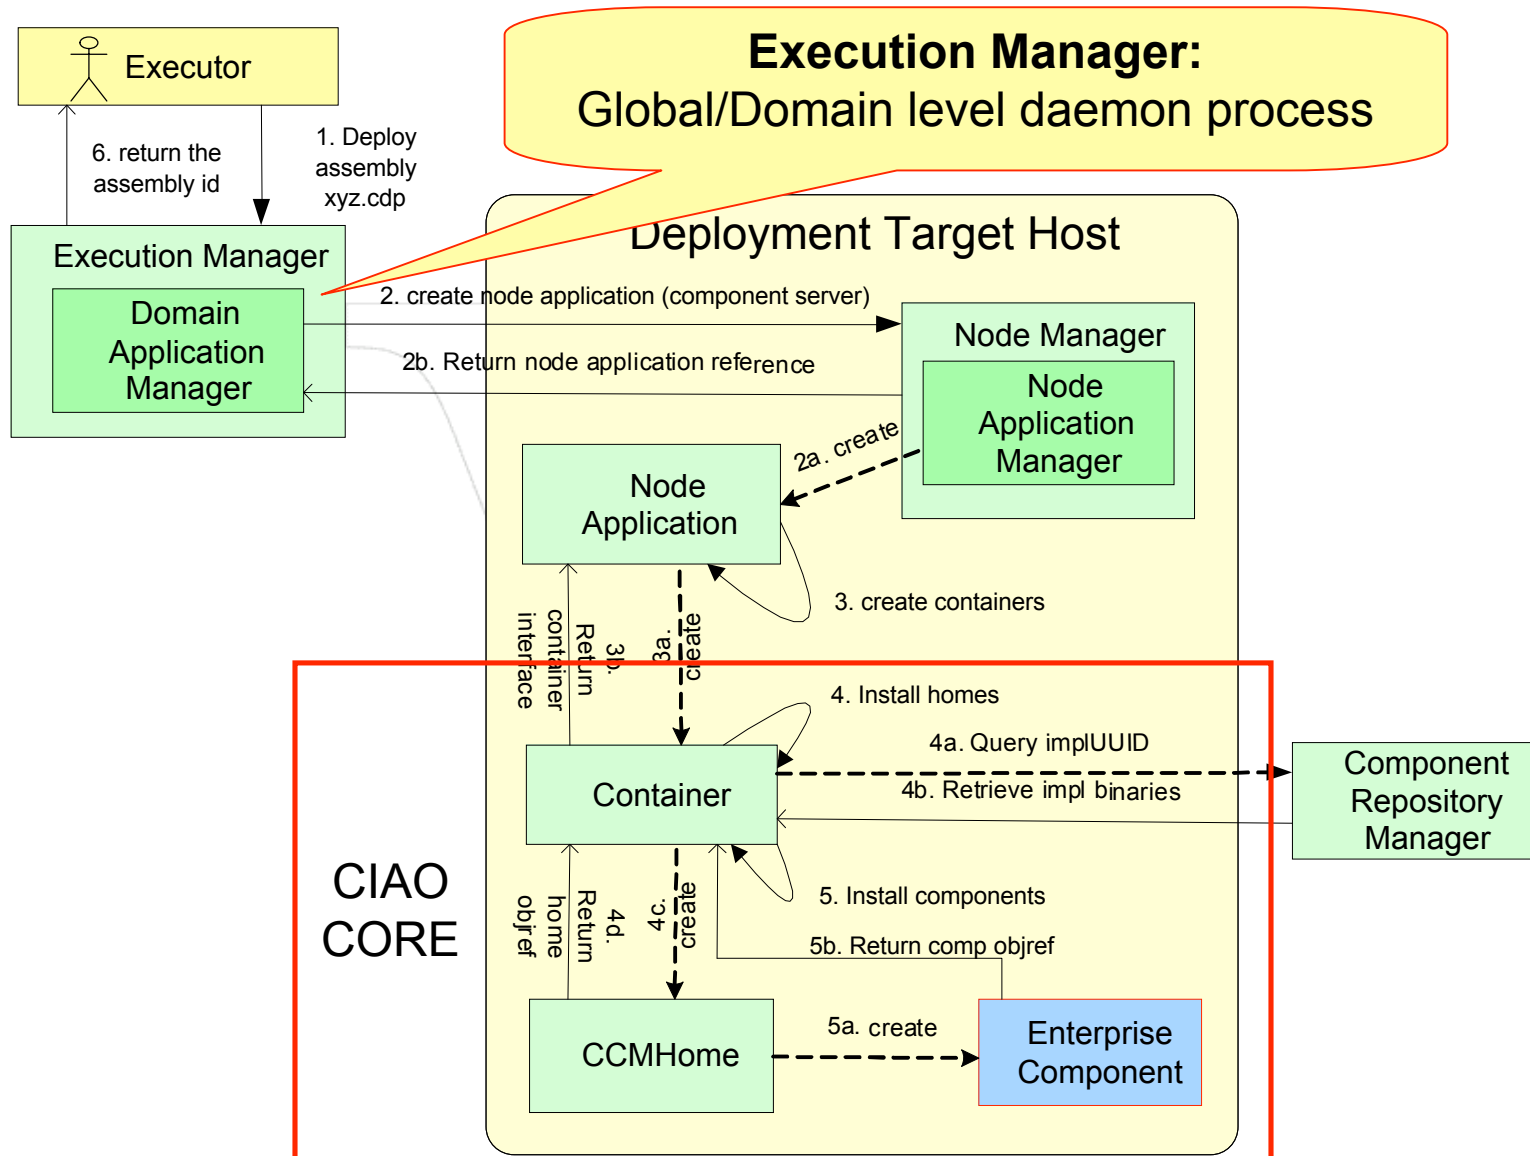 Executor
Execution Manager:
Global/Domain level daemon process
6. return the
assembly id
1. Deploy
assembly
xyz.cdp
Execution Manager
Domain
Application
Manager
Deployment Target Host
2. create node application (component server)
2b. Return node application reference
Node Manager
Node
Application
Manager
2a. create
Node
Application
3. create containers
3b.
Return
container
interface
3a.
create
4. Install homes
4a. Query implUUID
4b. Retrieve impl binaries
Container
Component
Repository
Manager
CIAO
CORE
5. Install components
4d.
Return
home
objref
4c.
create
5b. Return comp objref
CCMHome
5a. create
Enterprise
Component